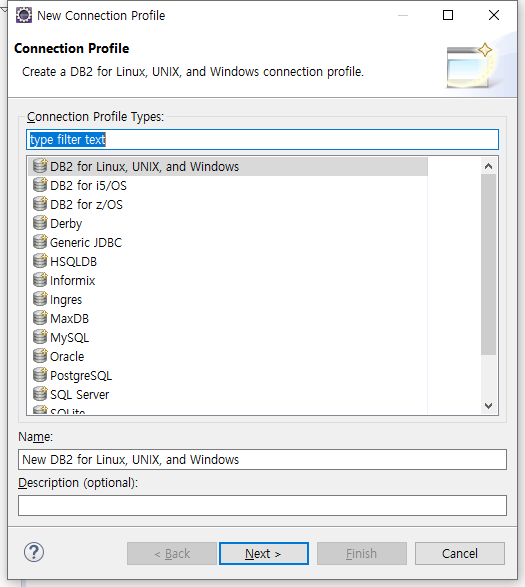 New Connection Profile
Connection Profile
Create a DB2 for Linux, UNIX, and Windows connection profile.
Connection Profile Types:
type filter text
DB2 for Linux, UNIX, and Windows
DB2 for i5/OS
DB2 for z/OS
Derby
Generic JDBC
HSQLDB
Informix
Ingres
MaxDB
MySQL
Oracle
PostgreSQL
SQL Server
SQLite
Name:
New DB2 for Linux, UNIX, and Windows
Description (optional):
?
< Back Next > Finish Cancel